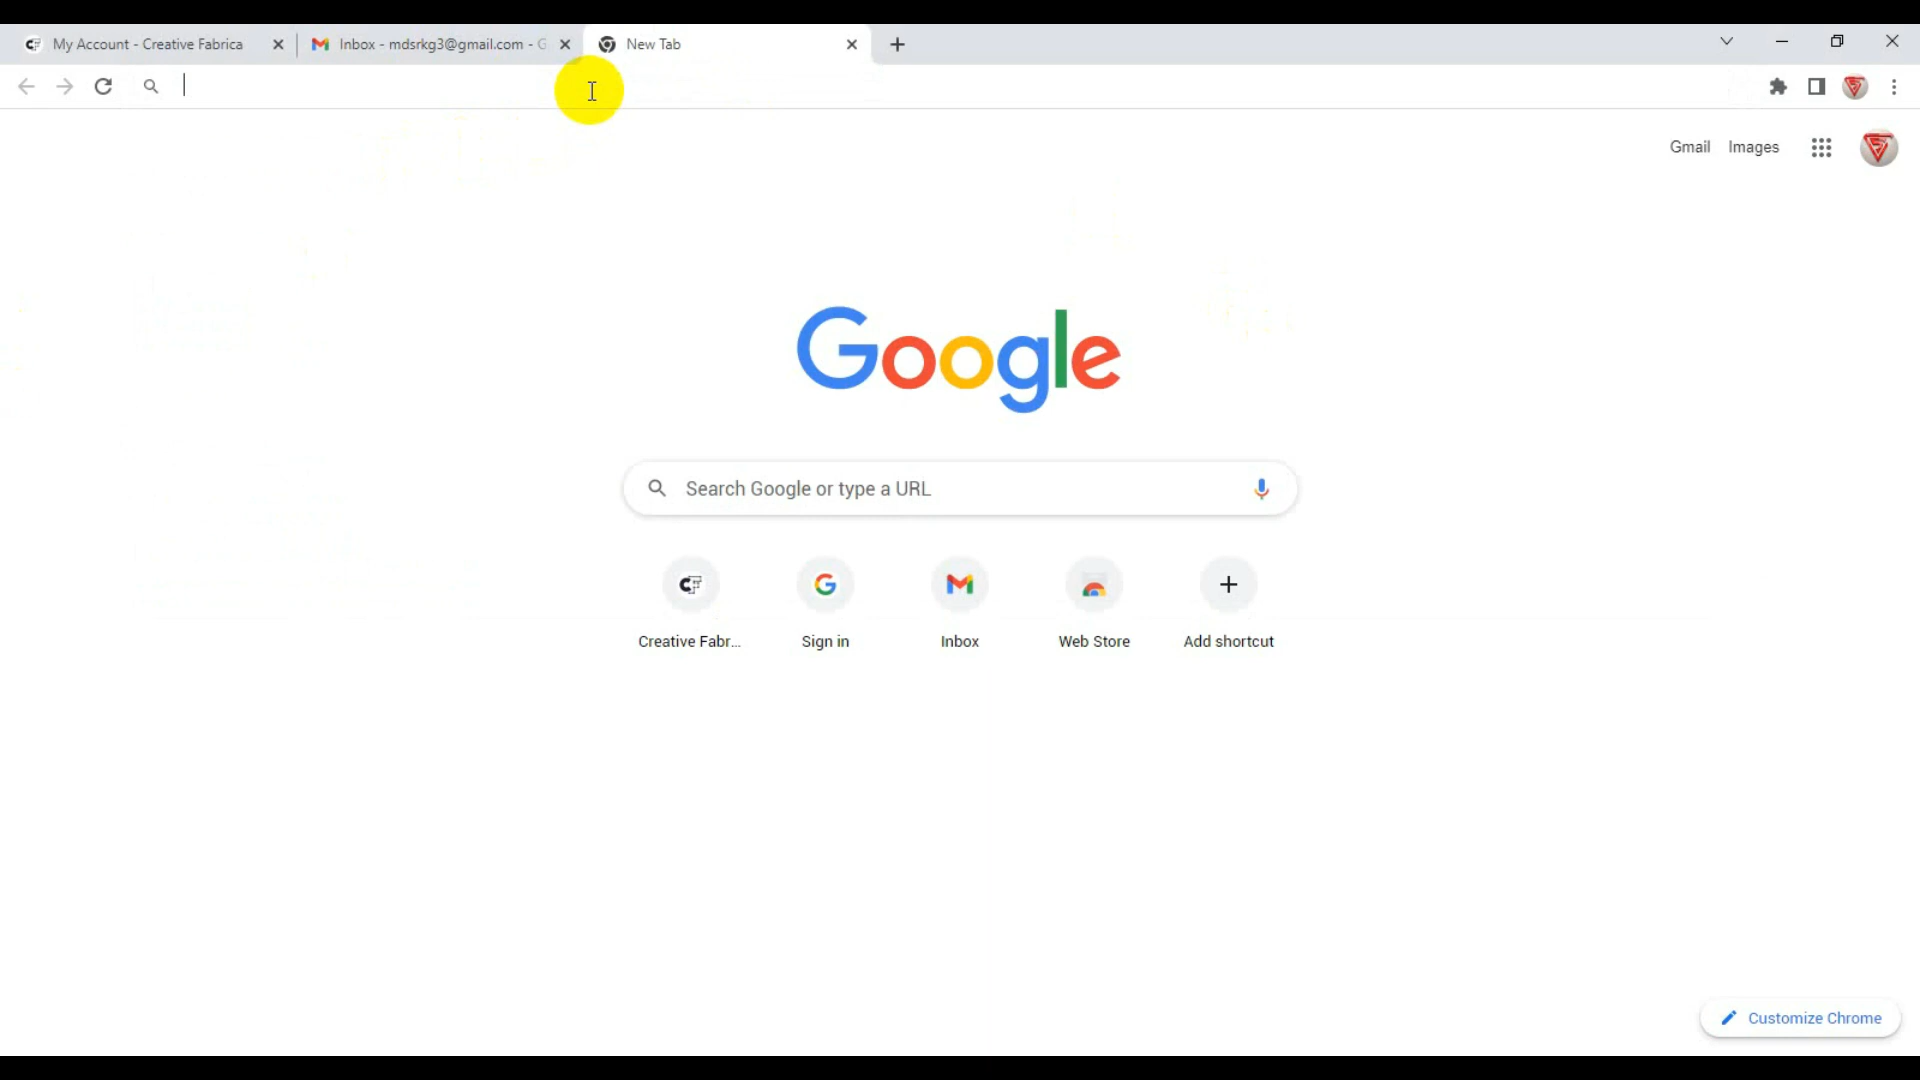 My Account - Creative Fabrica
Inbox - mdsrkg3@gmail.com - G
New Tab
Gmail Images
Google
Search Google or type a URL
Creative Fabr...
Sign in
Inbox
Web Store
Add shortcut
Customize Chrome